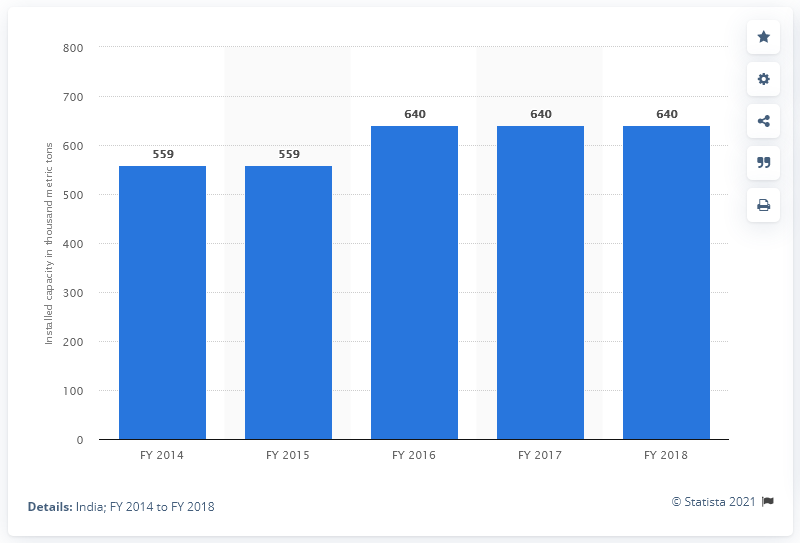 800
700
600
500
400
300
200
100
0
Installed capacity in thousand metric tons
559
559
640
640
640
FY 2014
FY 2015
FY 2016
FY 2017
FY 2018
Details: India; FY 2014 to FY 2018
© Statista 2021